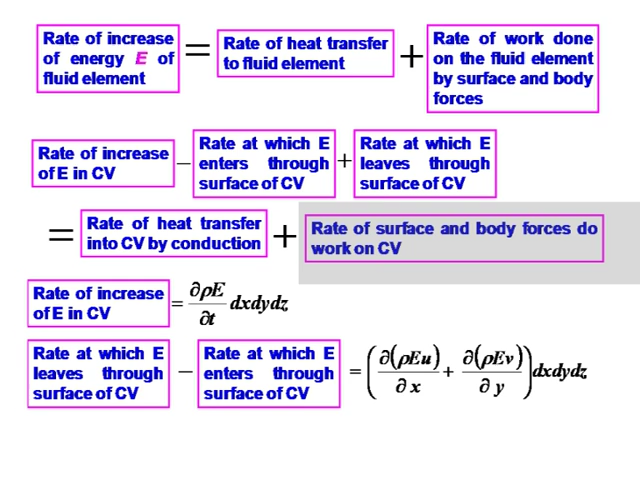 Rate of increase of energy E of fluid element = Rate of heat transfer to fluid element + Rate of work done on the fluid element by surface and body forces
Rate of increase of E in CV − Rate at which E enters through surface of CV + Rate at which E leaves through surface of CV
= Rate of heat transfer into CV by conduction + Rate of surface and body forces do work on CV
Rate of increase of E in CV = ∂ρE/∂t dxdydz
Rate at which E leaves through surface of CV − Rate at which E enters through surface of CV = (∂(ρEu)/∂x + ∂(ρEv)/∂y) dxdydz